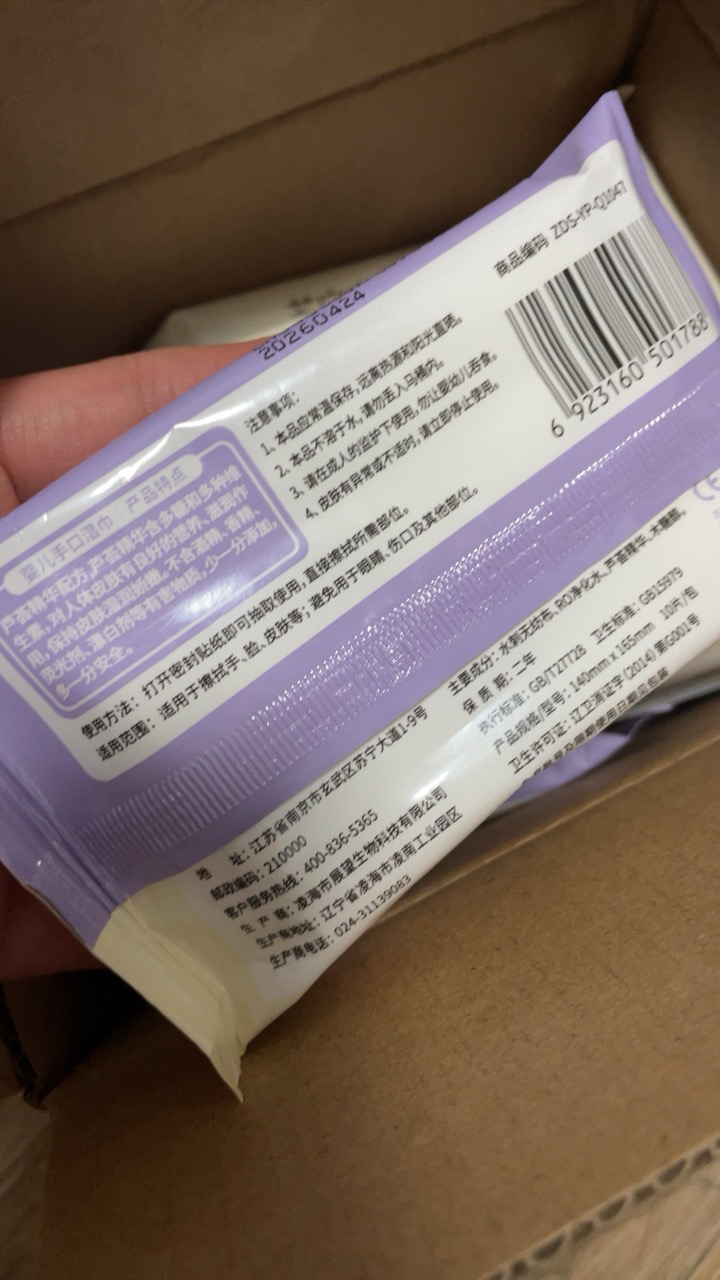 商品编码 ZDS-YP-Q1047
6 923160 501788
20260424
注意事项：
1、本品应常温保存，远离热源和阳光直晒。
2、本品不溶于水，请勿丢入马桶内。
3、请在成人的监护下使用，勿让婴幼儿吞食。
4、皮肤有异常或不适时，请立即停止使用。
婴儿手口湿巾 产品特点
芦荟精华配方，芦荟精华含多量和多种维
生素，对人体皮肤有良好的营养、滋润作
用，保持皮肤湿润娇嫩。不含酒精、香精、
荧光剂、蛋白剂等有害物质，少一分添加，
多一分安全。
使用方法：打开密封贴纸即可抽取使用，直接擦拭所需部位。
适用范围：适用于擦拭手、脸、皮肤等；避免用于眼睛、伤口及其他部位。
主要成分：水刺无纺布、RO净化水、芦荟精华、木糖醇、
保 质 期：二年
执行标准：GB/T27728 卫生标准：GB15979
产品规格/型号：140mm x 165mm 10片/包
卫生许可证：辽卫消证字(2014)第G001号
地 址：江苏省南京市玄武区苏宁大道1-9号
邮政编码：210000
客户服务热线：400-836-5365
生 产 商：凌海市展望生物科技有限公司
生产商地址：辽宁省凌海市凌南工业园区
生产商电话：024-31139083